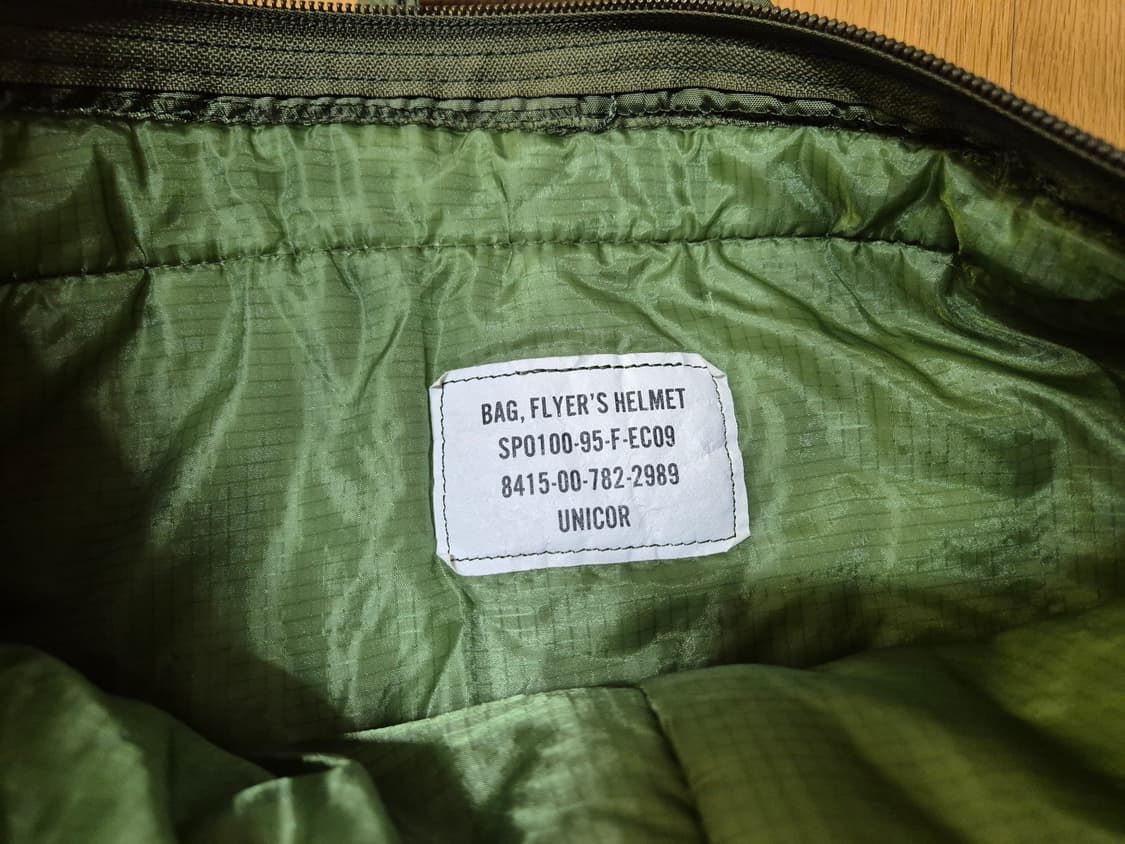 BAG, FLYER'S HELMET
SP0100-95-F-EC09
8415-00-782-2989
UNICOR